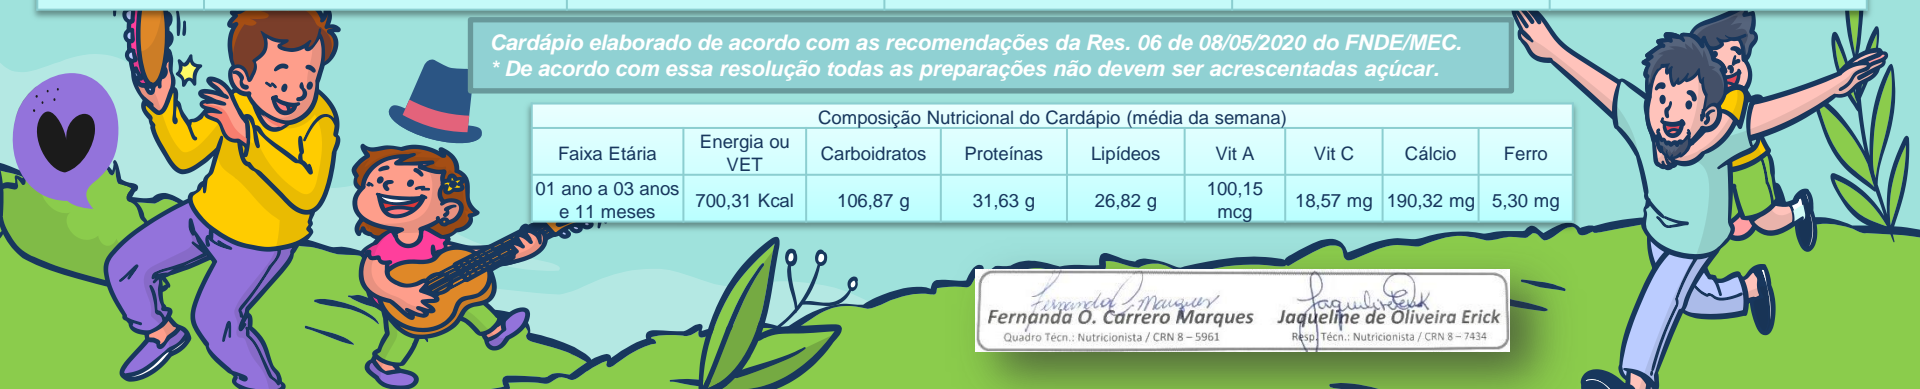 Cardápio elaborado de acordo com as recomendações da Res. 06 de 08/05/2020 do FNDE/MEC.
* De acordo com essa resolução todas as preparações não devem ser acrescentadas açúcar.
Composição Nutricional do Cardápio (média da semana)
Faixa Etária Energia ou VET Carboidratos Proteínas Lipídeos Vit A Vit C Cálcio Ferro
01 ano a 03 anos e 11 meses 700,31 Kcal 106,87 g 31,63 g 26,82 g 100,15 mcg 18,57 mg 190,32 mg 5,30 mg
Fernanda O. Carrero Marques Jaqueline de Oliveira Erick
Quadro Técn.: Nutricionista / CRN 8 – 5961 Resp. Técn.: Nutricionista / CRN 8 – 7434